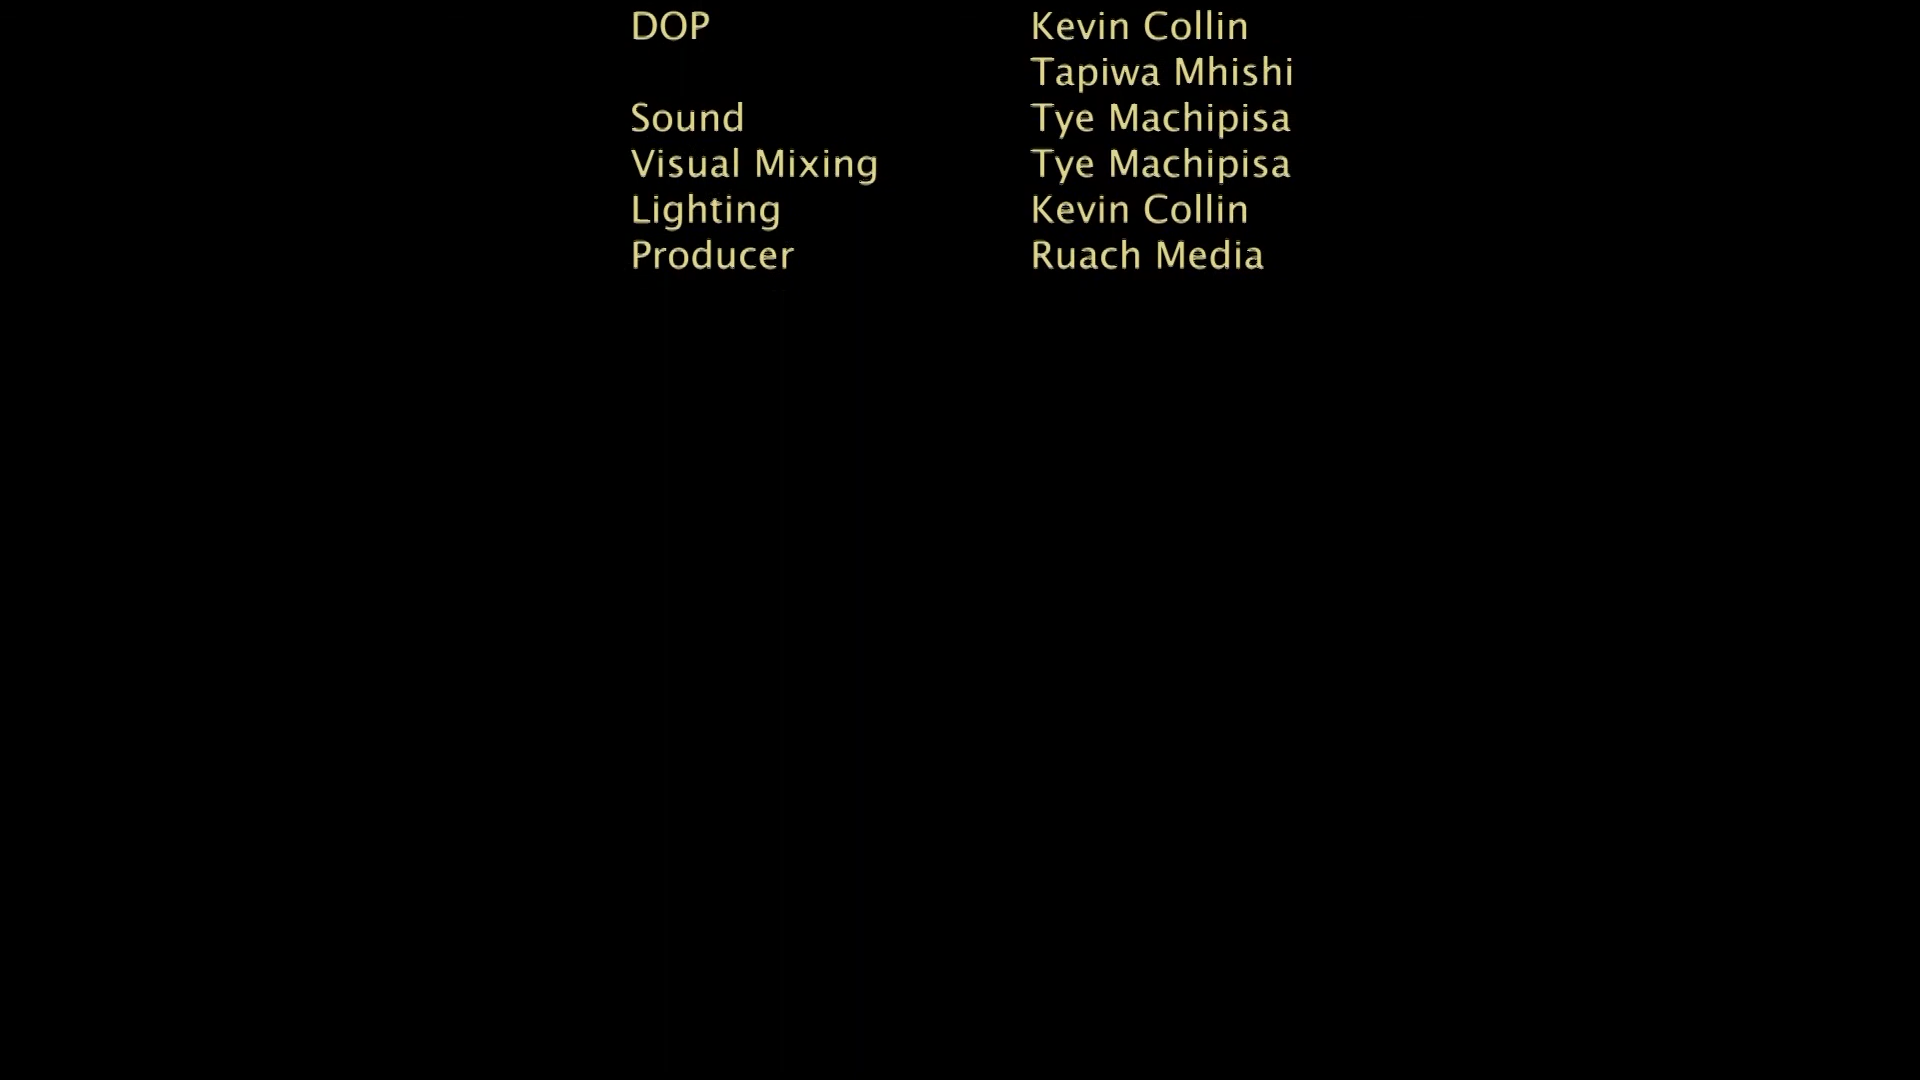 DOP Kevin Collin
Tapiwa Mhishi
Sound Tye Machipisa
Visual Mixing Tye Machipisa
Lighting Kevin Collin
Producer Ruach Media